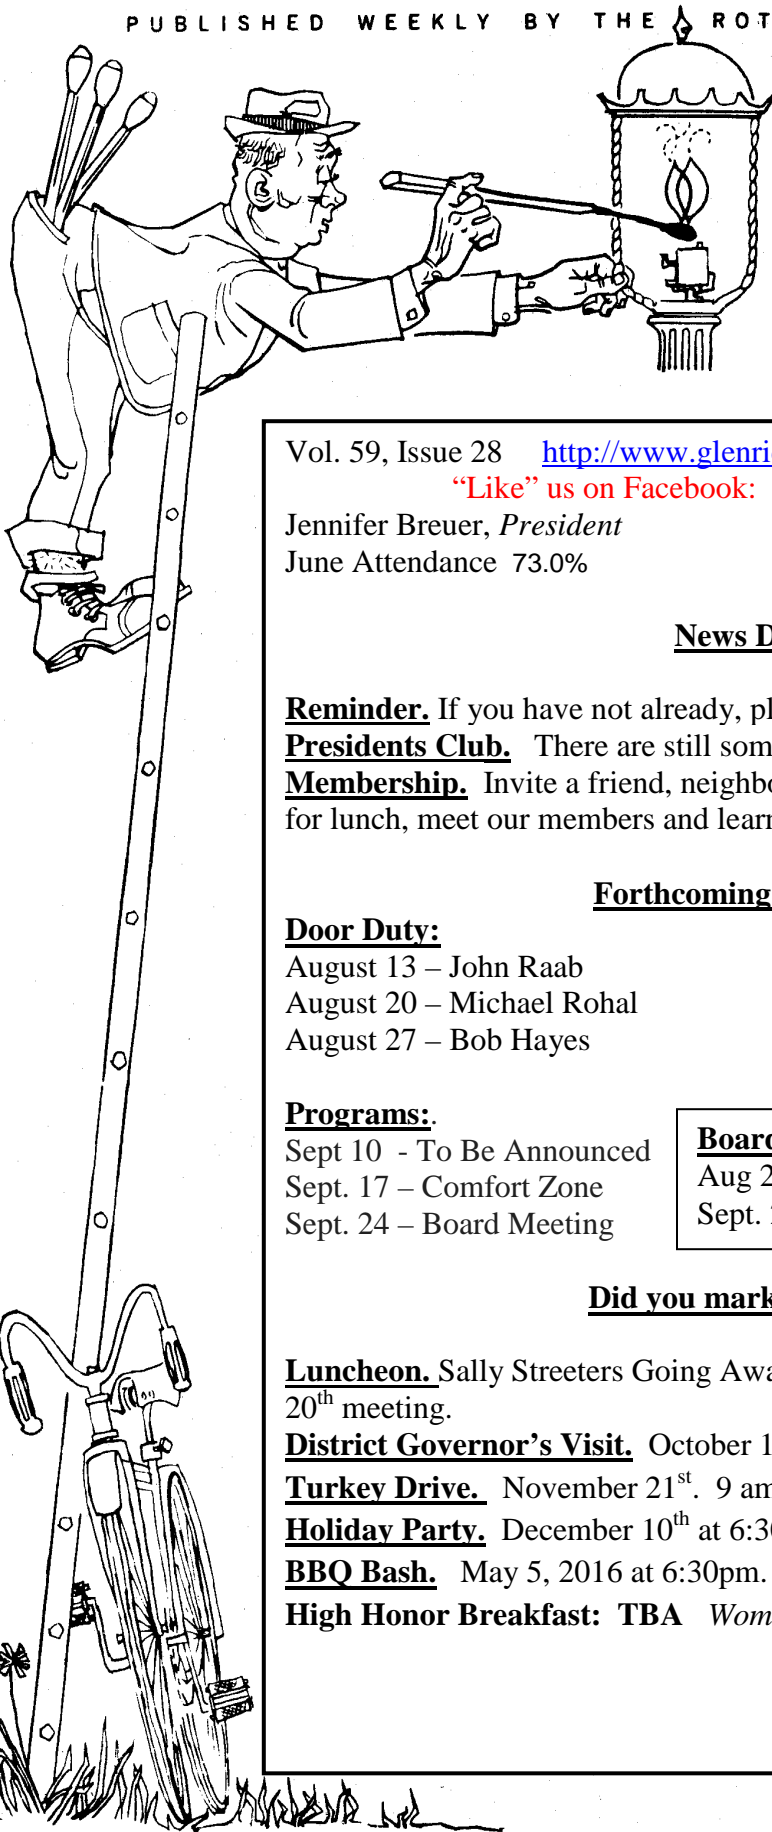 PUBLISHED WEEKLY BY THE ROT
Vol. 59, Issue 28 http://www.glenri
“Like” us on Facebook:
Jennifer Breuer, President
June Attendance 73.0%
News D
Reminder. If you have not already, pl
Presidents Club. There are still som
Membership. Invite a friend, neighbo
for lunch, meet our members and learn
Forthcoming
Door Duty:
August 13 – John Raab
August 20 – Michael Rohal
August 27 – Bob Hayes
Programs:.
Sept 10 - To Be Announced
Sept. 17 – Comfort Zone
Sept. 24 – Board Meeting
Board
Aug 2
Sept.
Did you mark
Luncheon. Sally Streeters Going Awa
20th meeting.
District Governor’s Visit. October 1
Turkey Drive. November 21st. 9 am
Holiday Party. December 10th at 6:30
BBQ Bash. May 5, 2016 at 6:30pm.
High Honor Breakfast: TBA Wom